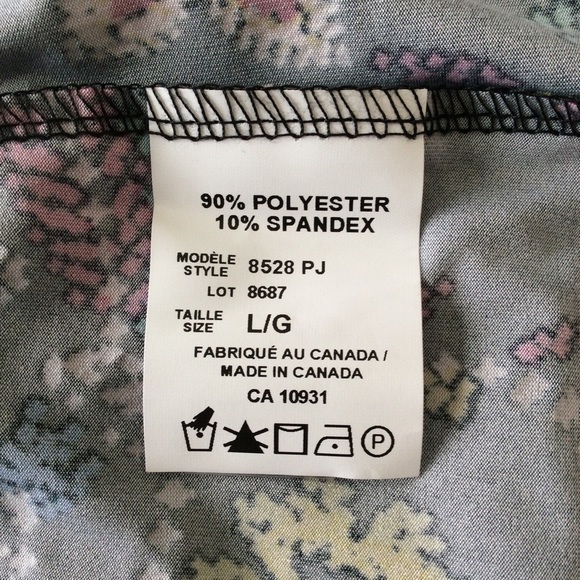 90% POLYESTER
10% SPANDEX
MODÈLE
STYLE 8528 PJ
LOT 8687
TAILLE
SIZE L/G
FABRIQUÉ AU CANADA /
MADE IN CANADA
CA 10931
P